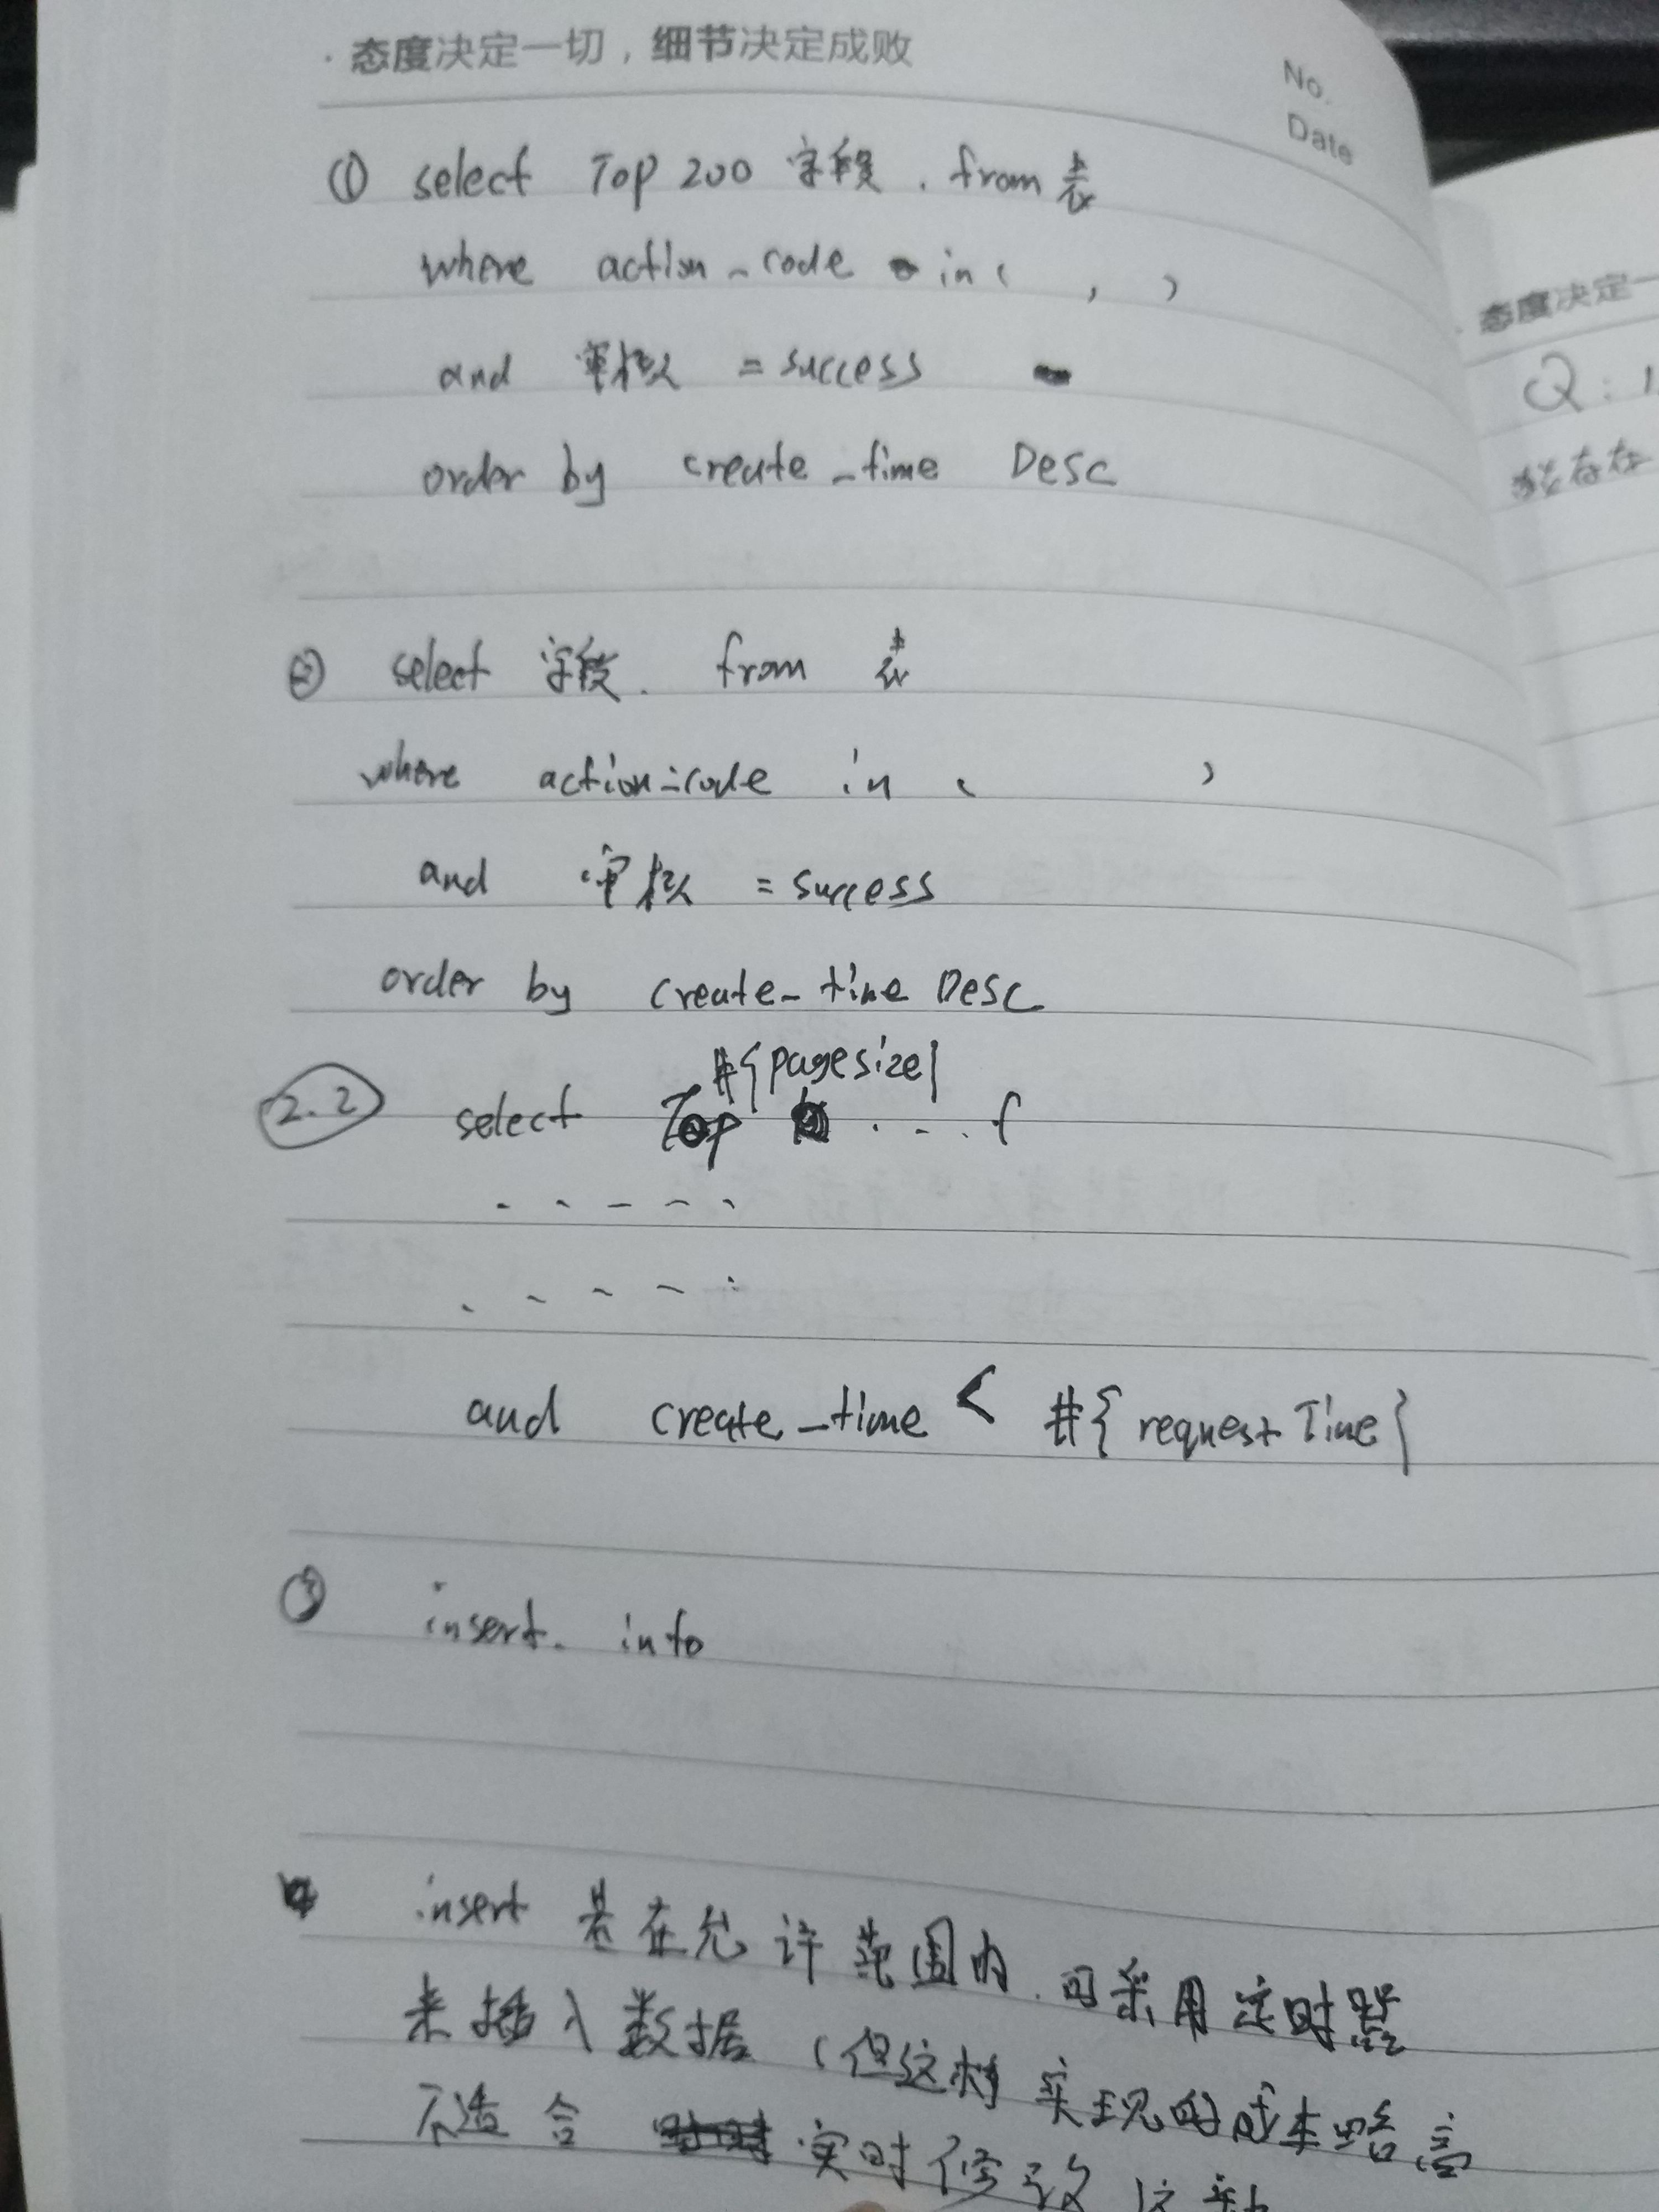 ·态度决定一切，细节决定成败
No.
Date
① select Top 200 字段 . from 表
where action_code in ( , )
and 审核 = success
order by create_time Desc
② select 字段. from 表
where action_code in ( )
and 审核 = success
order by create_time Desc
#{pagesize}
2.2 select Top ....f
.....
.....
and create_time < #{requestTime}
③ insert. into
4 insert 是在允许范围内.可采用定时器
来插入数据 (但这样实现的成本略高
不适合 实时修改这
·态度决定一
Q: 1
存在